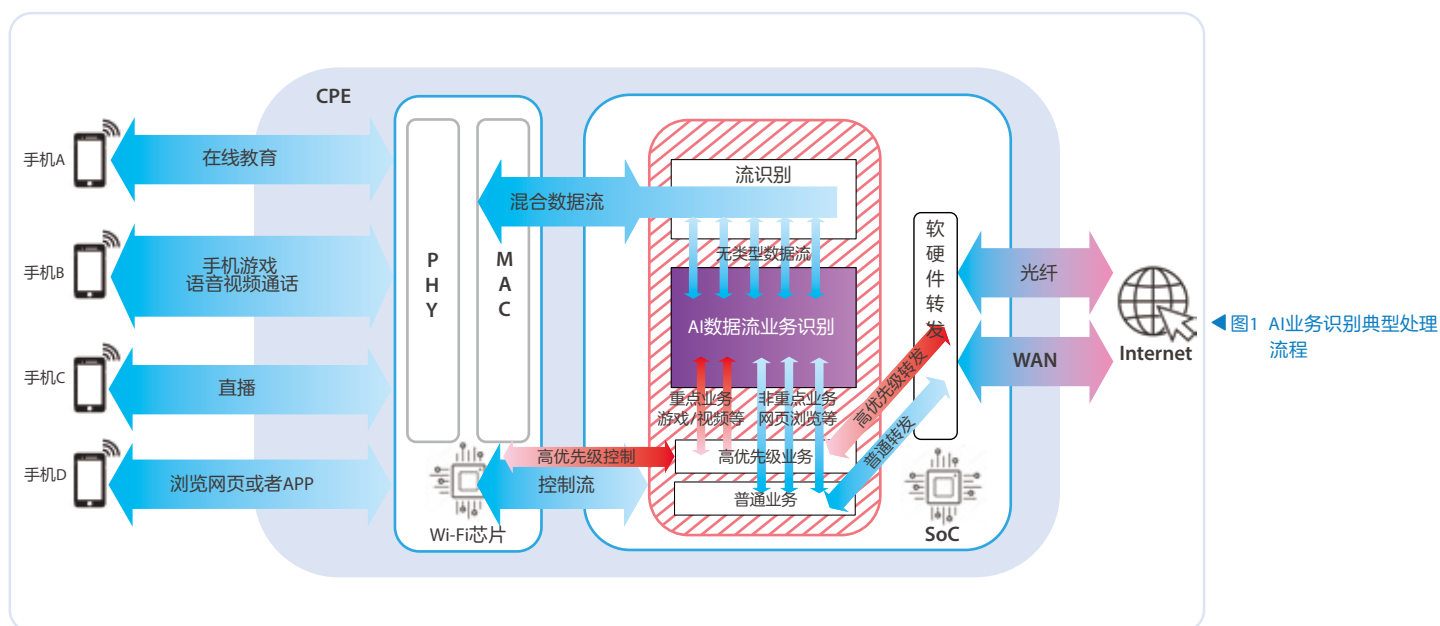 CPE
手机A
在线教育
手机B
手机游戏
语音视频通话
手机C
直播
手机D
浏览网页或者APP
PHY
MAC
Wi-Fi芯片
混合数据流
流识别
无类型数据流
AI数据流业务识别
重点业务
游戏/视频等
非重点业务
网页浏览等
高优先级控制
控制流
高优先级业务
普通业务
高优先级转发
普通转发
软硬件转发
SoC
光纤
WAN
Internet
◀图1 AI业务识别典型处理
流程